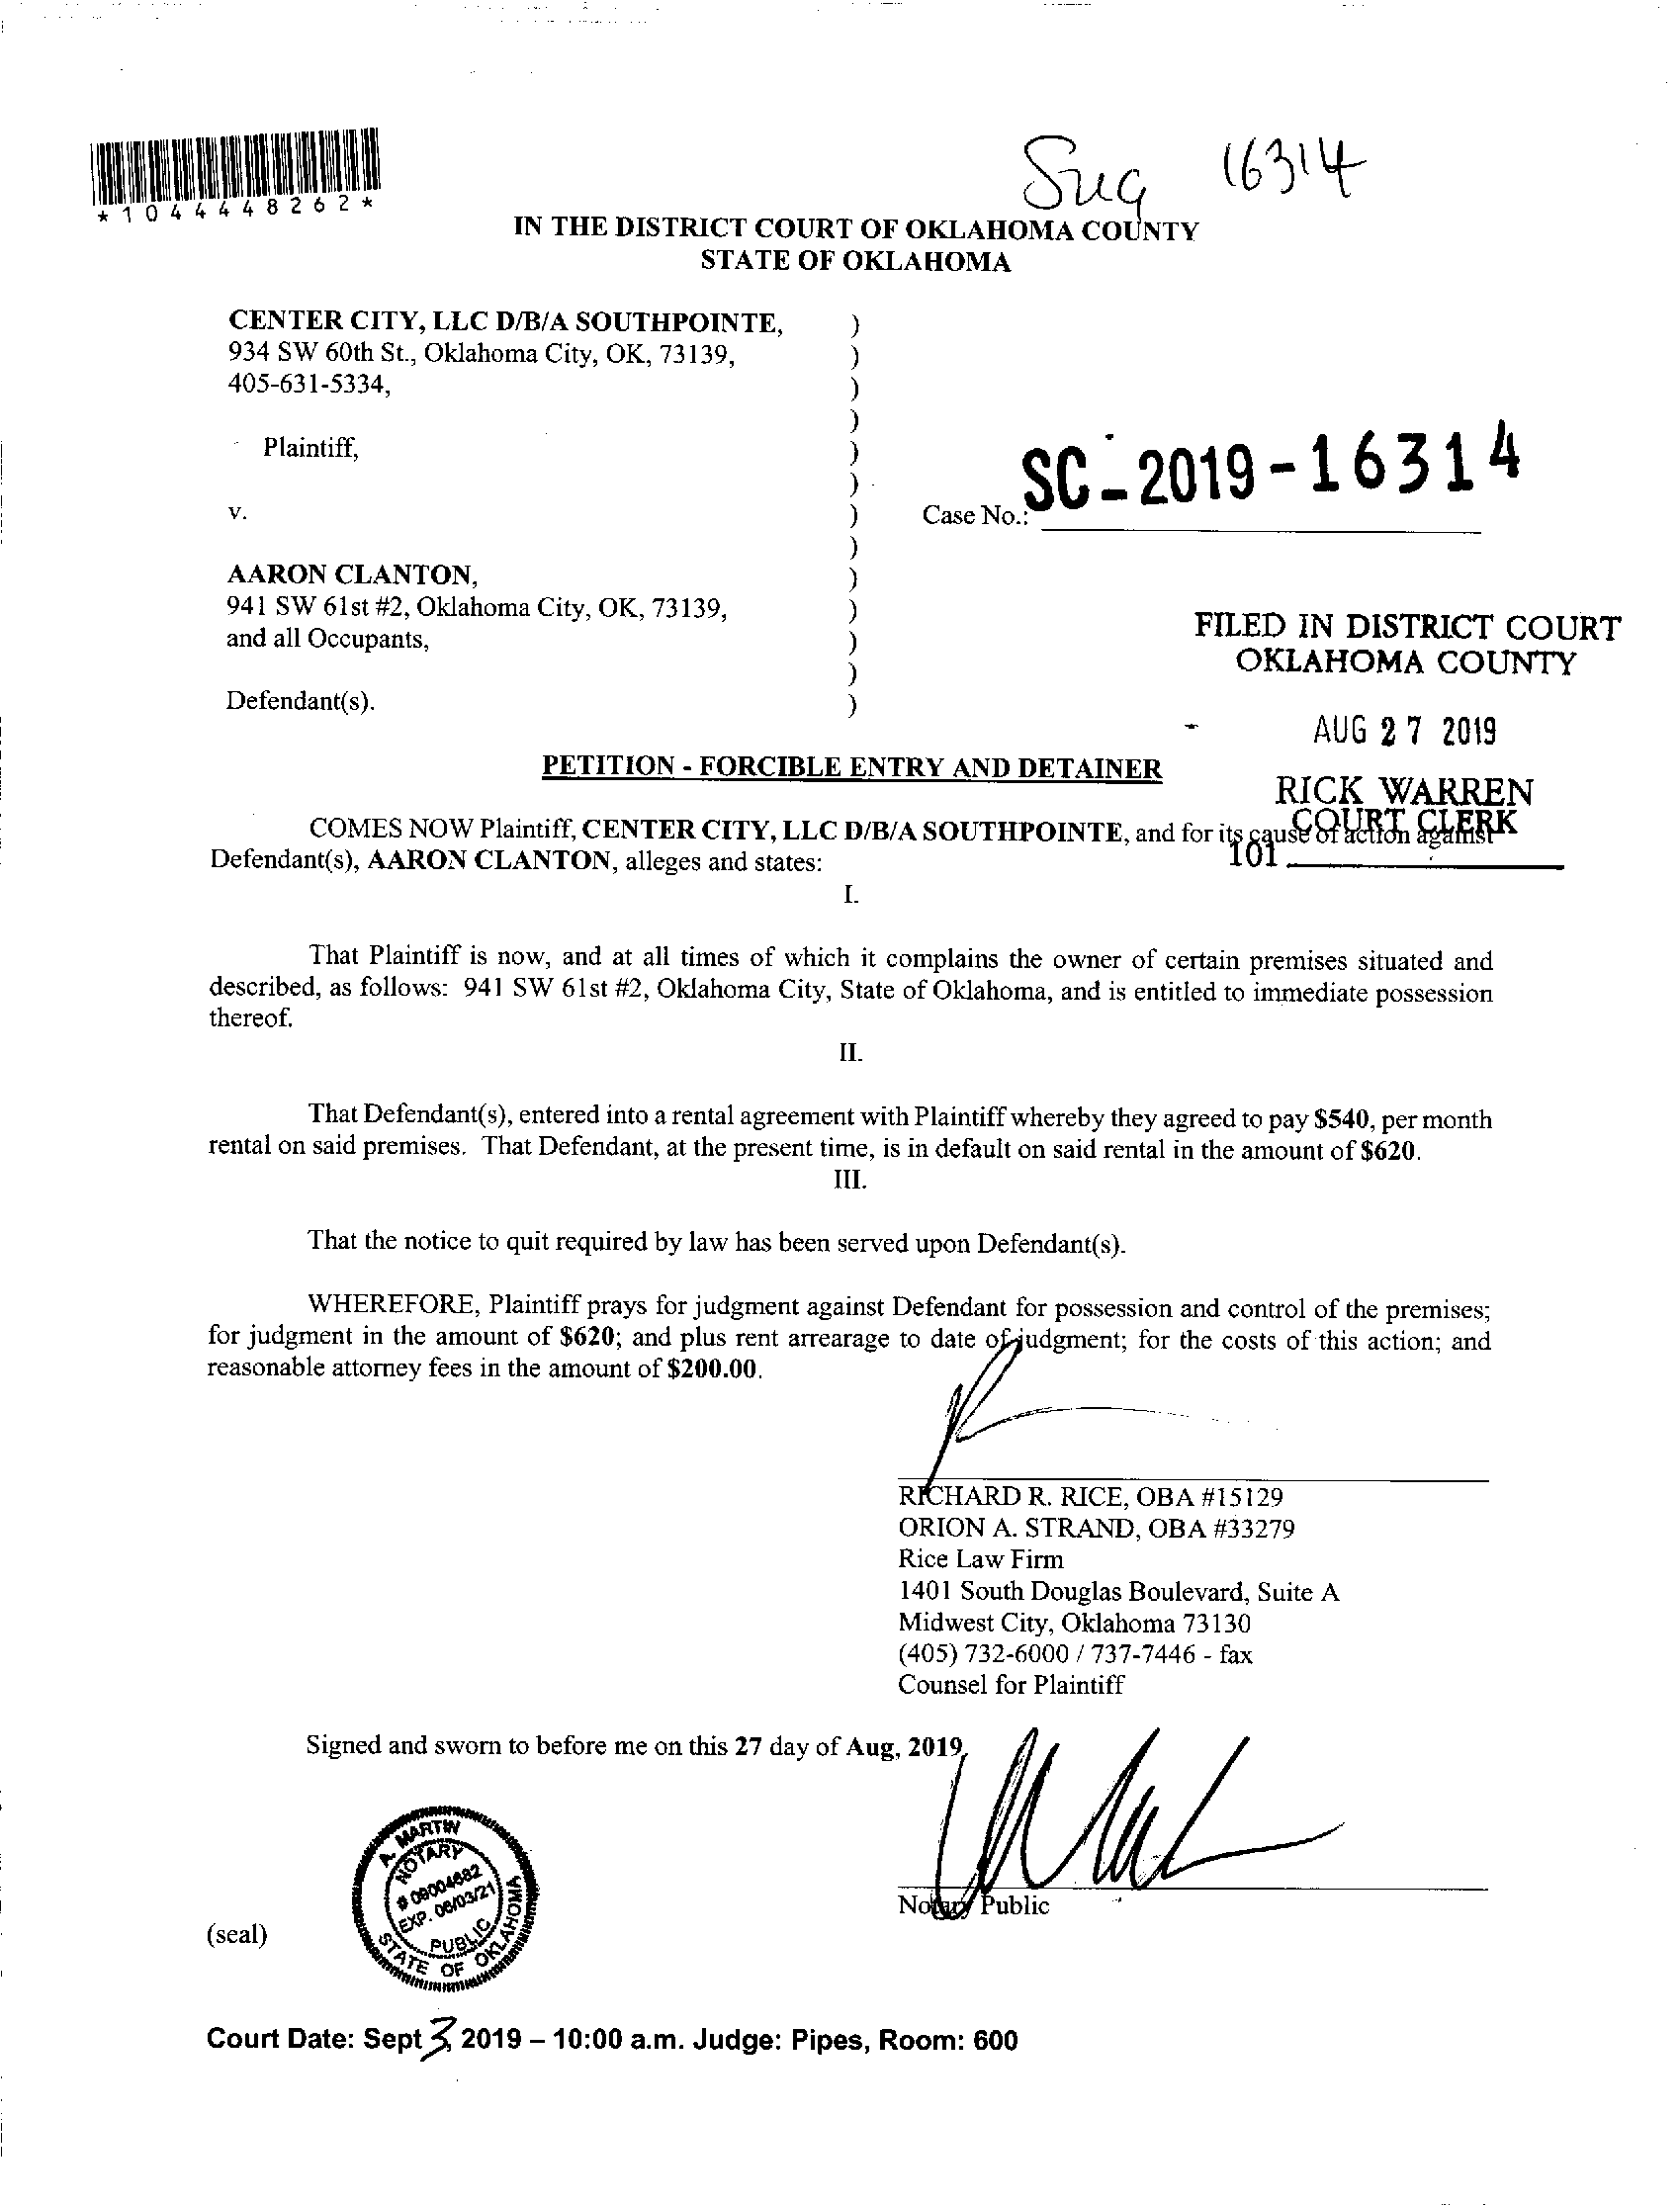 Sug 16314
*1044448262*
IN THE DISTRICT COURT OF OKLAHOMA COUNTY
STATE OF OKLAHOMA
CENTER CITY, LLC D/B/A SOUTHPOINTE, )
934 SW 60th St., Oklahoma City, OK, 73139, )
405-631-5334, )
)
Plaintiff, )
)
v. )
Case No.: SC-2019-16314
)
AARON CLANTON, )
941 SW 61st #2, Oklahoma City, OK, 73139, )
and all Occupants, )
)
Defendant(s). )
FILED IN DISTRICT COURT
OKLAHOMA COUNTY
AUG 27 2019
RICK WARREN
COURT CLERK
101
PETITION - FORCIBLE ENTRY AND DETAINER
COMES NOW Plaintiff, CENTER CITY, LLC D/B/A SOUTHPOINTE, and for its cause of action against
Defendant(s), AARON CLANTON, alleges and states:
I.
That Plaintiff is now, and at all times of which it complains the owner of certain premises situated and
described, as follows: 941 SW 61st #2, Oklahoma City, State of Oklahoma, and is entitled to immediate possession
thereof.
II.
That Defendant(s), entered into a rental agreement with Plaintiff whereby they agreed to pay $540, per month
rental on said premises. That Defendant, at the present time, is in default on said rental in the amount of $620.
III.
That the notice to quit required by law has been served upon Defendant(s).
WHEREFORE, Plaintiff prays for judgment against Defendant for possession and control of the premises;
for judgment in the amount of $620; and plus rent arrearage to date of judgment; for the costs of this action; and
reasonable attorney fees in the amount of $200.00.
RICHARD R. RICE, OBA #15129
ORION A. STRAND, OBA #33279
Rice Law Firm
1401 South Douglas Boulevard, Suite A
Midwest City, Oklahoma 73130
(405) 732-6000 / 737-7446 - fax
Counsel for Plaintiff
Signed and sworn to before me on this 27 day of Aug, 2019,
Notary Public
(seal)
A. MARTIN
NOTARY
# 09004682
EXP. 06/03/21
PUBLIC
STATE OF OKLAHOMA
Court Date: Sept 3, 2019 – 10:00 a.m. Judge: Pipes, Room: 600